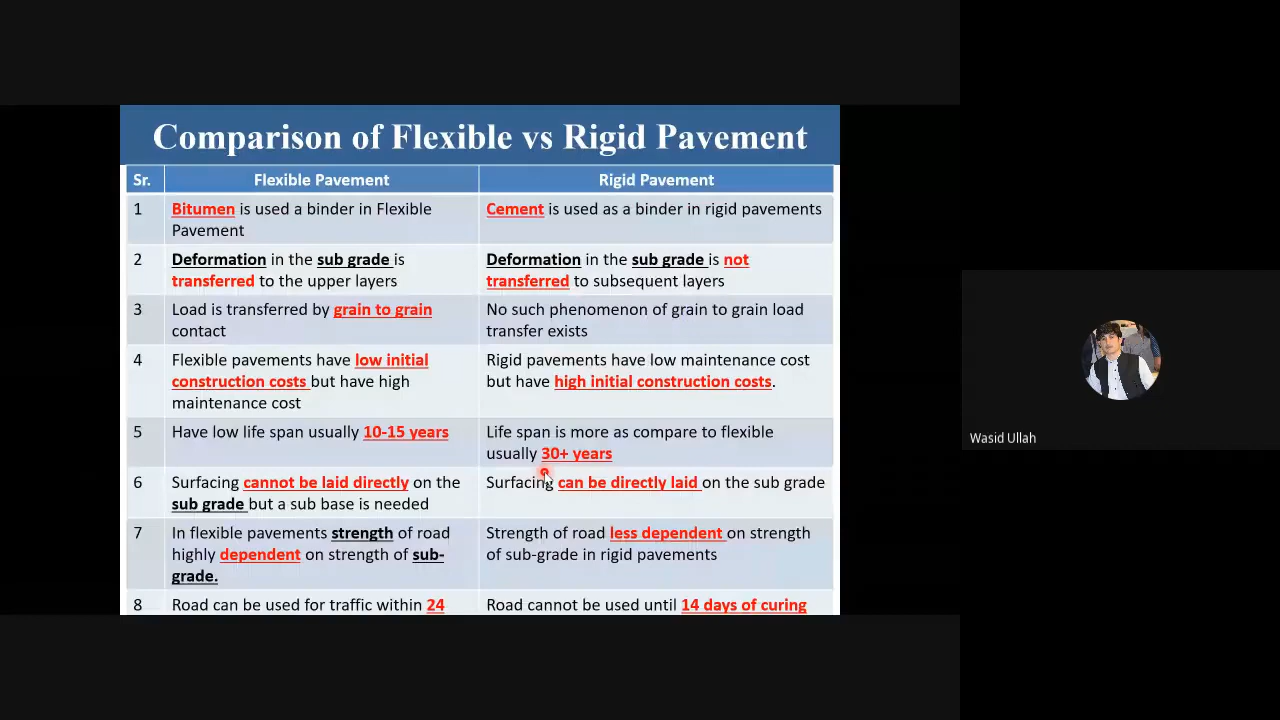 Comparison of Flexible vs Rigid Pavement
Sr. Flexible Pavement Rigid Pavement
1 Bitumen is used a binder in Flexible
Pavement
Cement is used as a binder in rigid pavements
2 Deformation in the sub grade is
transferred to the upper layers
Deformation in the sub grade is not
transferred to subsequent layers
3 Load is transferred by grain to grain
contact
No such phenomenon of grain to grain load
transfer exists
4 Flexible pavements have low initial
construction costs but have high
maintenance cost
Rigid pavements have low maintenance cost
but have high initial construction costs.
5 Have low life span usually 10-15 years
Life span is more as compare to flexible
usually 30+ years
6 Surfacing cannot be laid directly on the
sub grade but a sub base is needed
Surfacing can be directly laid on the sub grade
7 In flexible pavements strength of road
highly dependent on strength of sub-
grade.
Strength of road less dependent on strength
of sub-grade in rigid pavements
8 Road can be used for traffic within 24
Road cannot be used until 14 days of curing
Wasid Ullah